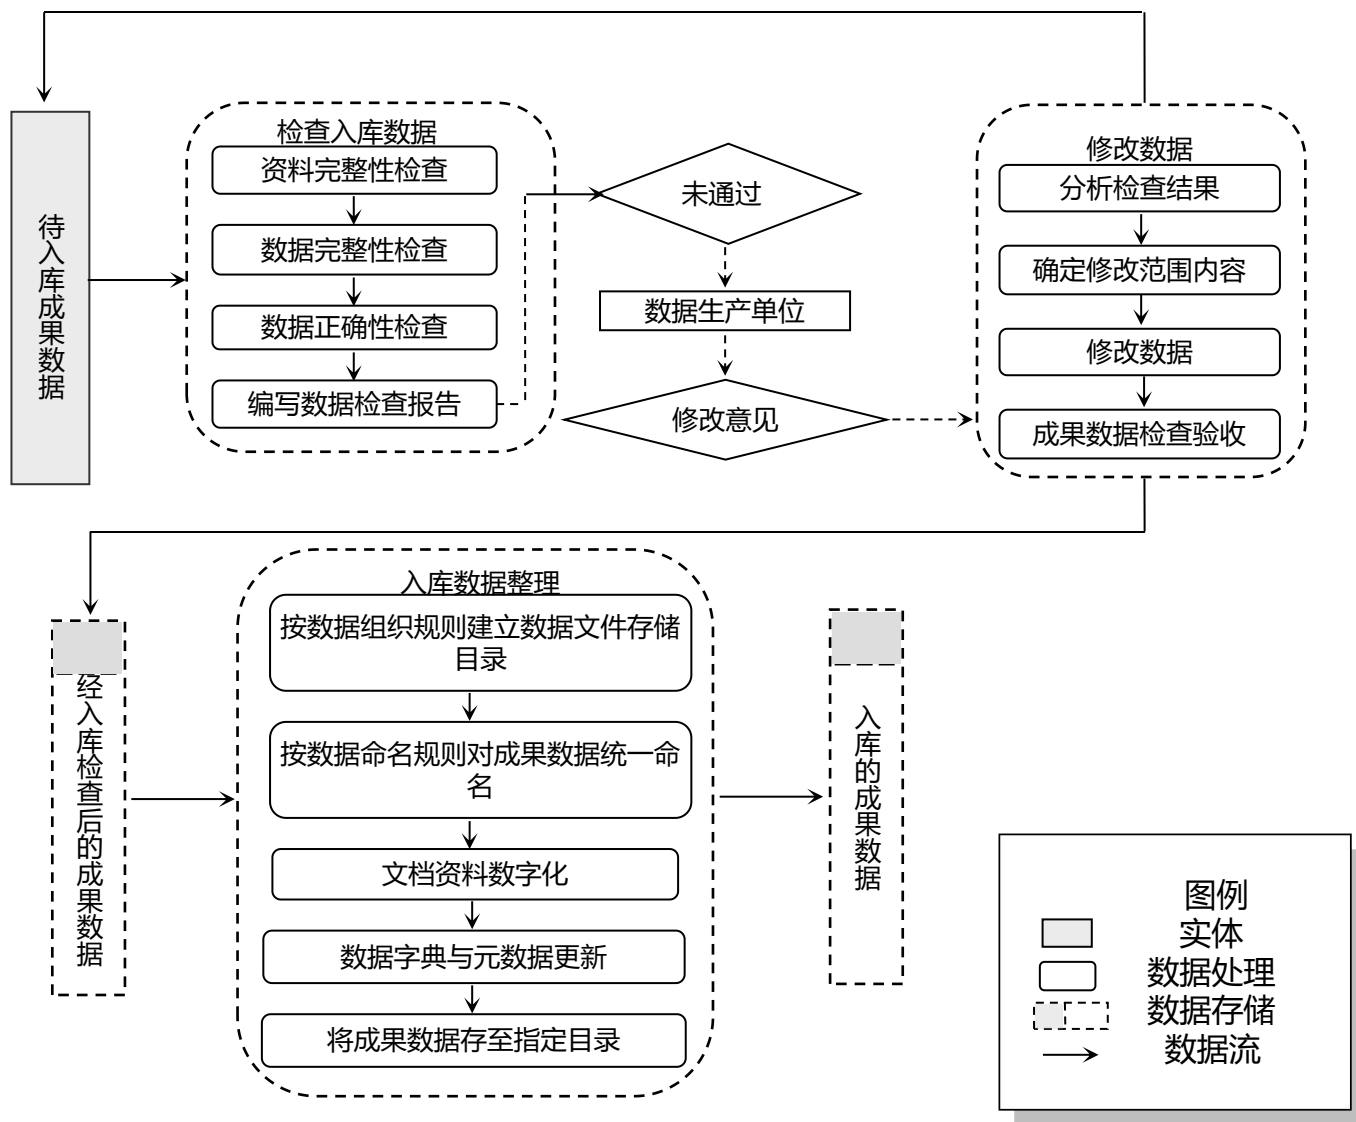 待入库成果数据
检查入库数据
资料完整性检查
数据完整性检查
数据正确性检查
编写数据检查报告
未通过
数据生产单位
修改意见
修改数据
分析检查结果
确定修改范围内容
修改数据
成果数据检查验收
经入库检查后的成果数据
入库数据整理
按数据组织规则建立数据文件存储
目录
按数据命名规则对成果数据统一命
名
文档资料数字化
数据字典与元数据更新
将成果数据存至指定目录
入库的成果数据
图例
实体
数据处理
数据存储
数据流